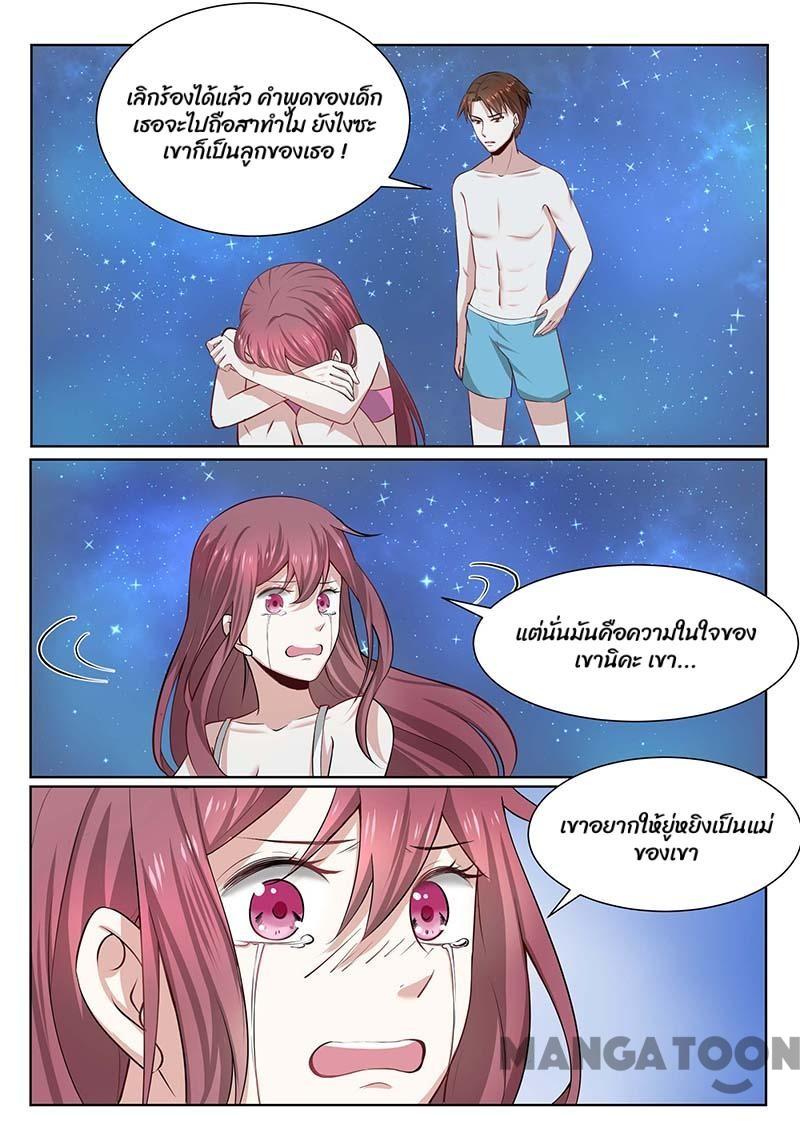 เลิกร้องได้แล้ว คำพูดของเด็ก
เธอจะไปถือสาทำไม ยังไงซะ
เขาก็เป็นลูกของเธอ !
แต่นั่นมันคือความในใจของ
เขานิคะ เขา...
เขาอยากให้ยู่หยิงเป็นแม่
ของเขา
MANGATOON